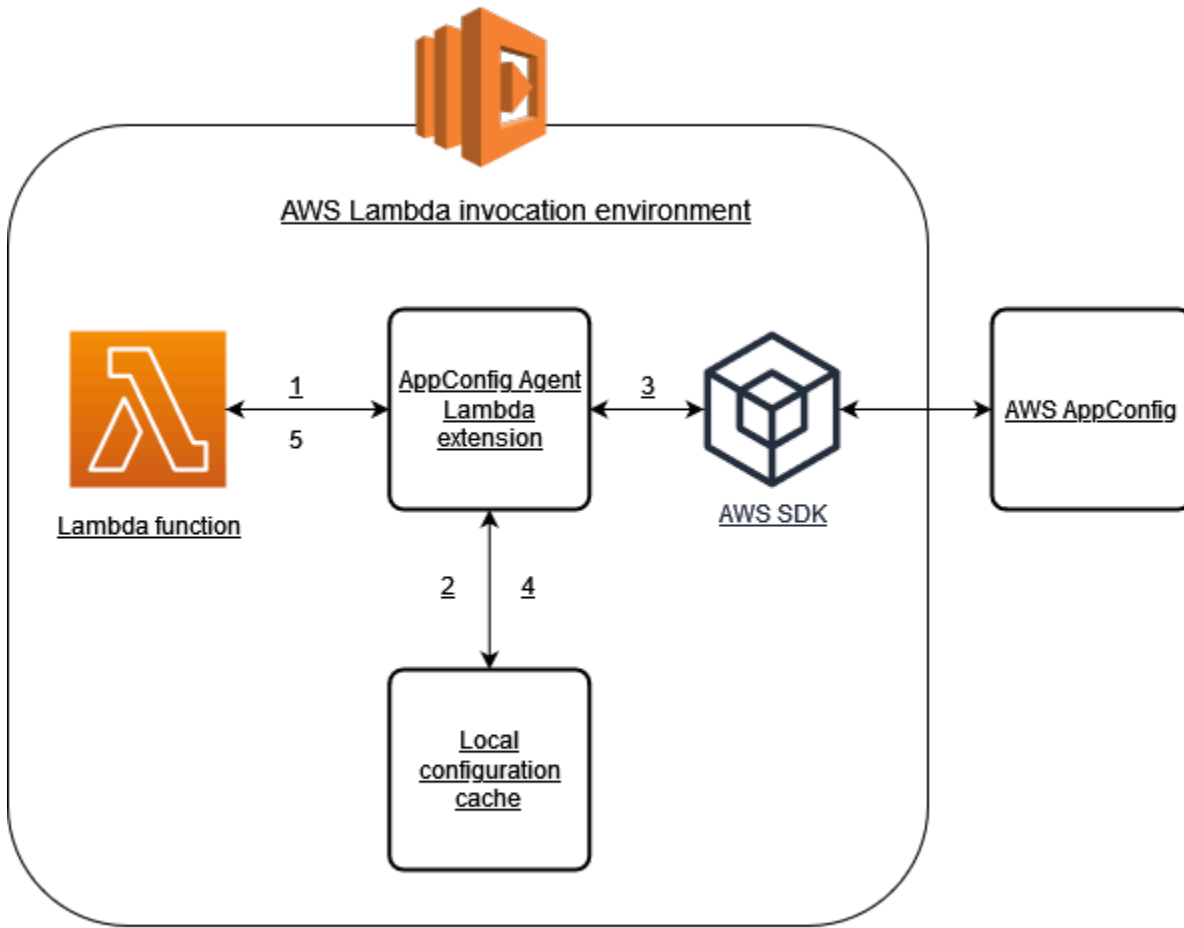 AWS Lambda invocation environment
1
5
AppConfig Agent
Lambda
extension
3
AWS AppConfig
Lambda function
AWS SDK
2
4
Local
configuration
cache